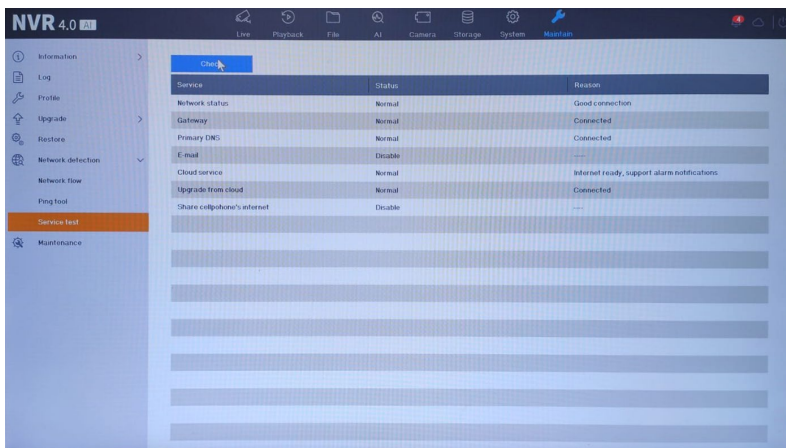 NVR 4.0 AI
Live Playback File AI Camera Storage System Maintain
4
Information
Log
Profile
Upgrade
Restore
Network detection
Network flow
Ping tool
Service test
Maintenance
Check
Service Status Reason
Network status Normal Good connection
Gateway Normal Connected
Primary DNS Normal Connected
E-mail Disable ----
Cloud service Normal Internet ready, support alarm notifications
Upgrade from cloud Normal Connected
Share cellpohone's internet Disable ----